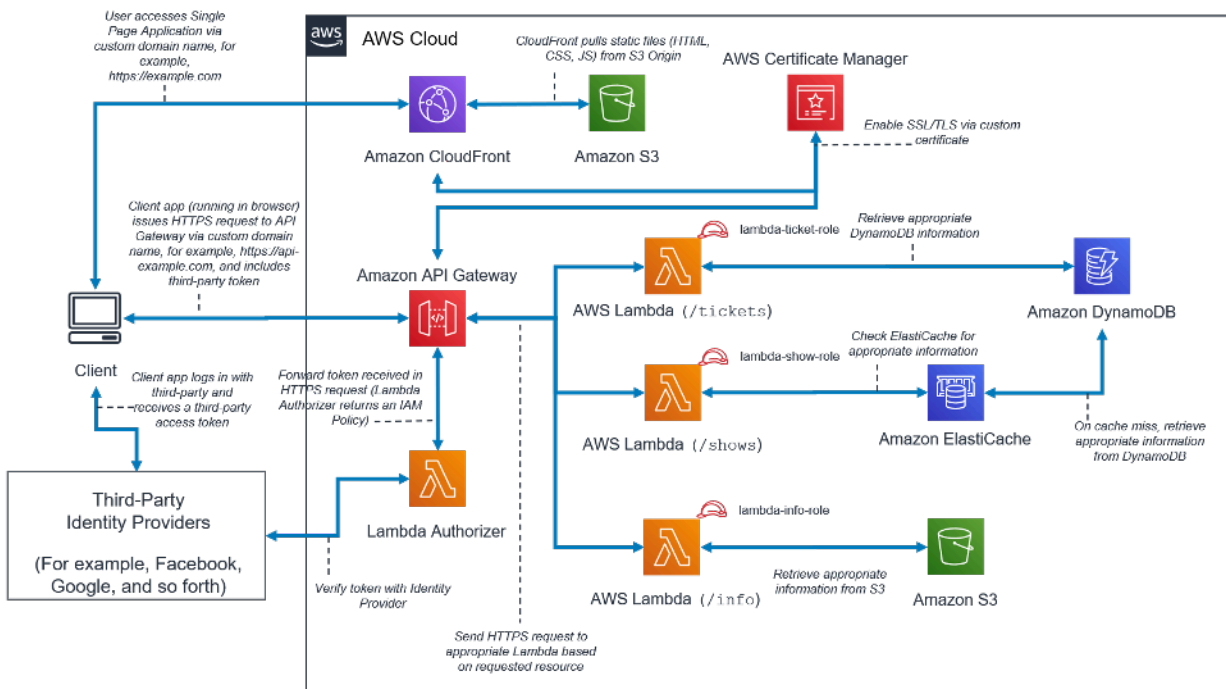 User accesses Single
Page Application via
custom domain name, for
example,
https://example.com
aws
AWS Cloud
CloudFront pulls static files (HTML,
CSS, JS) from S3 Origin
AWS Certificate Manager
Enable SSL/TLS via custom
certificate
Amazon CloudFront
Amazon S3
Client app (running in browser)
issues HTTPS request to API
Gateway via custom domain
name, for example, https://api-
example.com, and includes
third-party token
Amazon API Gateway
lambda-ticket-role
Retrieve appropriate
DynamoDB information
AWS Lambda (/tickets)
Amazon DynamoDB
Client
Client app logs in with
third-party and
receives a third-party
access token
Forward token received in
HTTPS request (Lambda
Authorizer returns an IAM
Policy)
lambda-show-role
Check ElastiCache for
appropriate information
AWS Lambda (/shows)
Amazon ElastiCache
On cache miss, retrieve
appropriate information
from DynamoDB
Third-Party
Identity Providers
(For example, Facebook,
Google, and so forth)
Lambda Authorizer
Verify token with Identity
Provider
lambda-info-role
AWS Lambda (/info)
Retrieve appropriate
information from S3
Amazon S3
Send HTTPS request to
appropriate Lambda based
on requested resource